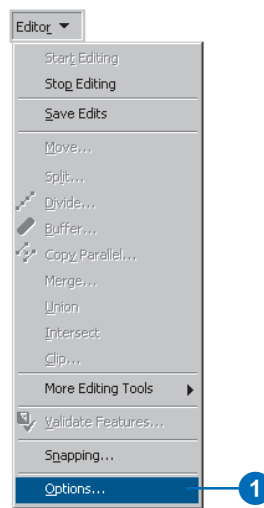 Editor
Start Editing
Stop Editing
Save Edits
Move...
Split...
Divide...
Buffer...
Copy Parallel...
Merge...
Union
Intersect
Clip...
More Editing Tools
Validate Features...
Snapping...
Options...
1